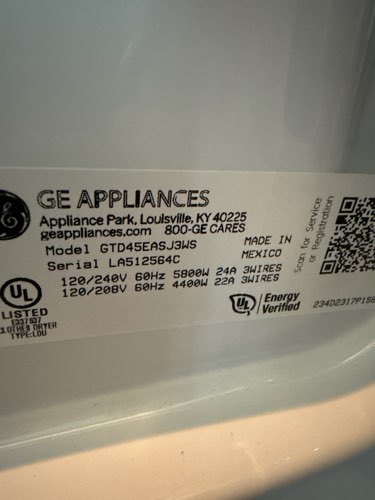 GE APPLIANCES
Appliance Park, Louisville, KY 40225
geappliances.com 800-GE CARES
Model GTD45EASJ3WS
Serial LA512564C
MADE IN
MEXICO
120/240V 60Hz 5800W 24A 3WIRES
120/208V 60Hz 4400W 22A 3WIRES
UL
LISTED
E337637
CLOTHES DRYER
TYPE:LDU
UL
Energy
Verified
Scan for Service
or Registration
234D2317P155